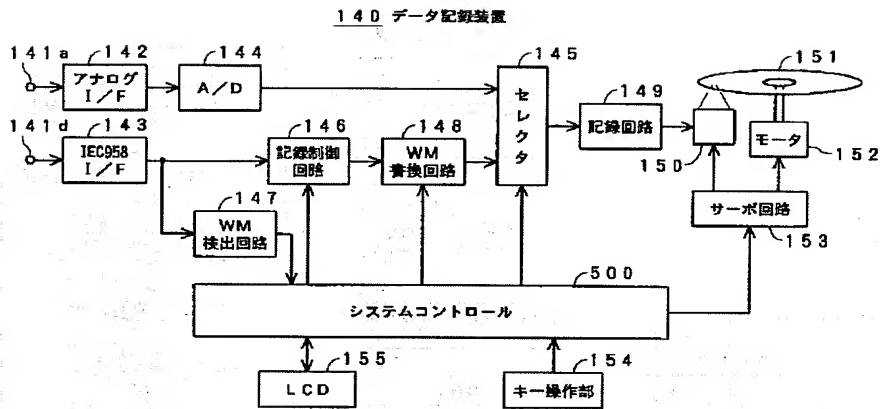 140 データ記録装置
141a
142
アナログ
I/F
144
A/D
145
セレクタ
149
記録回路
151
150
モータ
152
141d
143
IEC958
I/F
146
記録制御
回路
148
WM
書換回路
147
WM
検出回路
サーボ回路
153
500
システムコントロール
155
LCD
154
キー操作部